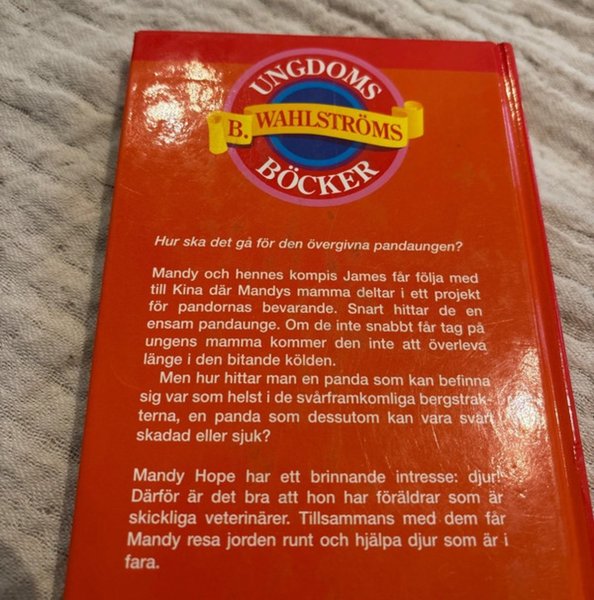 UNGDOMS
B. WAHLSTRÖMS
BÖCKER
Hur ska det gå för den övergivna pandaungen?
Mandy och hennes kompis James får följa med
till Kina där Mandys mamma deltar i ett projekt
för pandornas bevarande. Snart hittar de en
ensam pandaunge. Om de inte snabbt får tag på
ungens mamma kommer den inte att överleva
länge i den bitande kölden.
Men hur hittar man en panda som kan befinna
sig var som helst i de svårframkomliga bergstrak-
terna, en panda som dessutom kan vara svårt
skadad eller sjuk?
Mandy Hope har ett brinnande intresse: djur!
Därför är det bra att hon har föräldrar som är
skickliga veterinärer. Tillsammans med dem får
Mandy resa jorden runt och hjälpa djur som är i
fara.